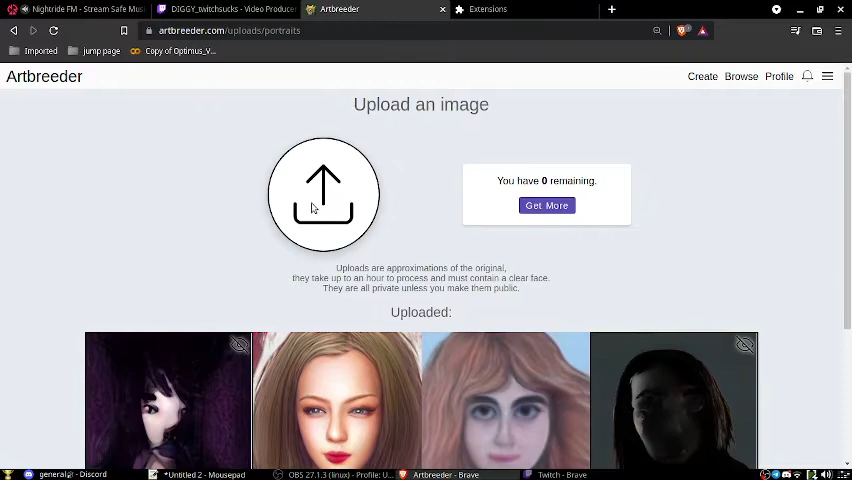 Nightride FM - Stream Safe Musi
DIGGY_twitchsucks - Video Producer
Artbreeder
Extensions
artbreeder.com/uploads/portraits
Imported
jump page
Copy of Optimus_V...
Artbreeder
Create
Browse
Profile
Upload an image
You have 0 remaining.
Get More
Uploads are approximations of the original,
they take up to an hour to process and must contain a clear face.
They are all private unless you make them public.
Uploaded:
general - Discord
*Untitled 2 - Mousepad
OBS 27.1.3 (linux) - Profile: U...
Artbreeder - Brave
Twitch - Brave